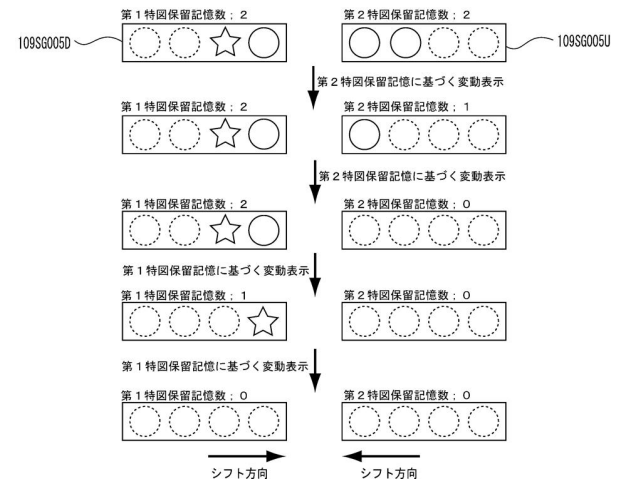 第1特図保留記憶数；2
第2特図保留記憶数；2
109SG005D
109SG005U
第2特図保留記憶に基づく変動表示
第1特図保留記憶数；2
第2特図保留記憶数；1
第2特図保留記憶に基づく変動表示
第1特図保留記憶数；2
第2特図保留記憶数；0
第1特図保留記憶に基づく変動表示
第1特図保留記憶数；1
第2特図保留記憶数；0
第1特図保留記憶に基づく変動表示
第1特図保留記憶数；0
第2特図保留記憶数；0
シフト方向
シフト方向